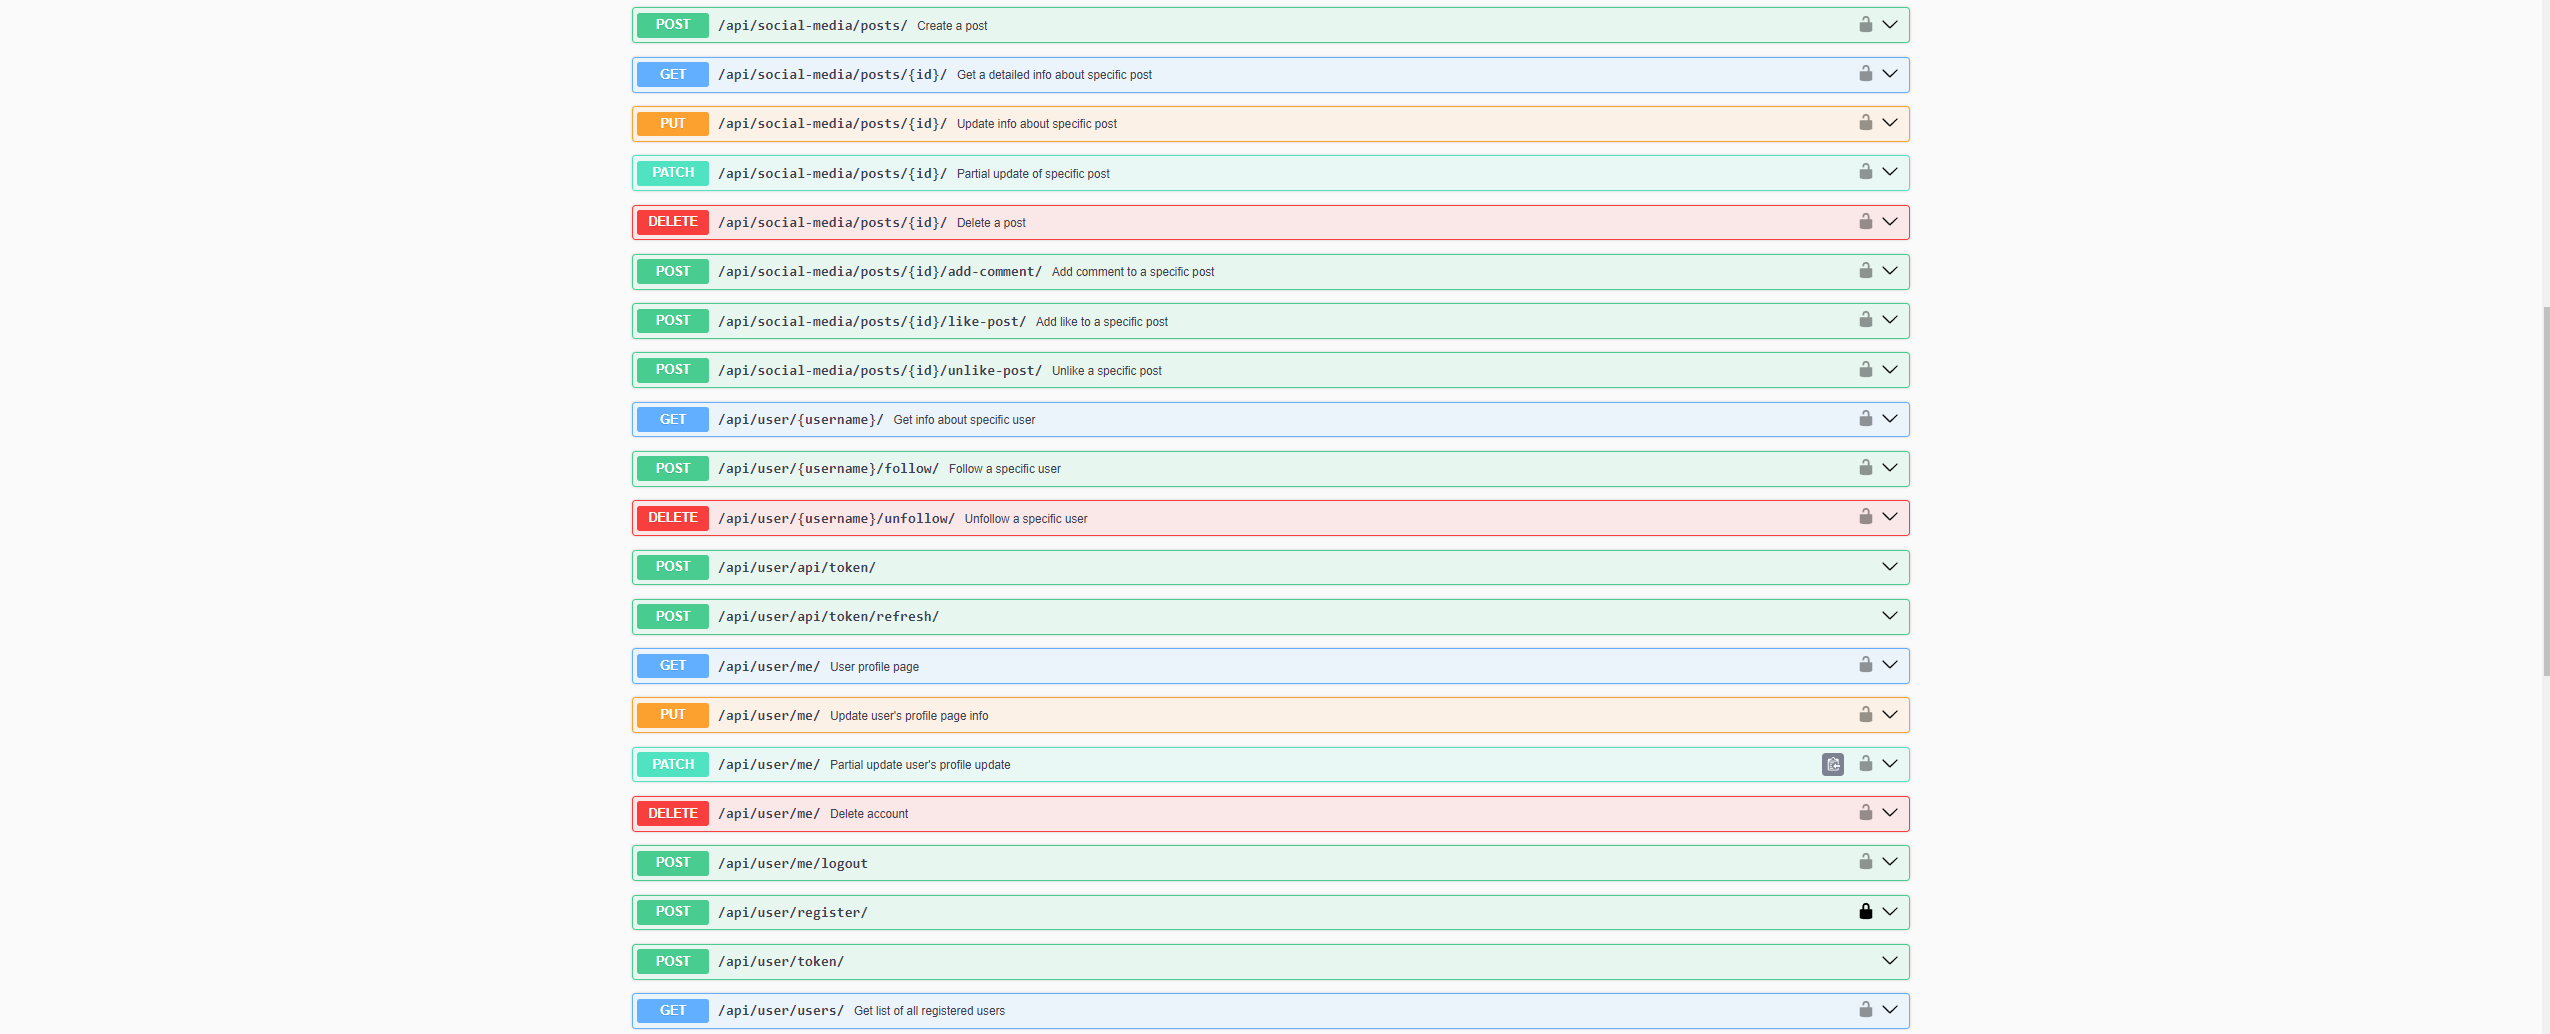 POST /api/social-media/posts/ Create a post
GET /api/social-media/posts/{id}/ Get a detailed info about specific post
PUT /api/social-media/posts/{id}/ Update info about specific post
PATCH /api/social-media/posts/{id}/ Partial update of specific post
DELETE /api/social-media/posts/{id}/ Delete a post
POST /api/social-media/posts/{id}/add-comment/ Add comment to a specific post
POST /api/social-media/posts/{id}/like-post/ Add like to a specific post
POST /api/social-media/posts/{id}/unlike-post/ Unlike a specific post
GET /api/user/{username}/ Get info about specific user
POST /api/user/{username}/follow/ Follow a specific user
DELETE /api/user/{username}/unfollow/ Unfollow a specific user
POST /api/user/api/token/
POST /api/user/api/token/refresh/
GET /api/user/me/ User profile page
PUT /api/user/me/ Update user's profile page info
PATCH /api/user/me/ Partial update user's profile update
DELETE /api/user/me/ Delete account
POST /api/user/me/logout
POST /api/user/register/
POST /api/user/token/
GET /api/user/users/ Get list of all registered users